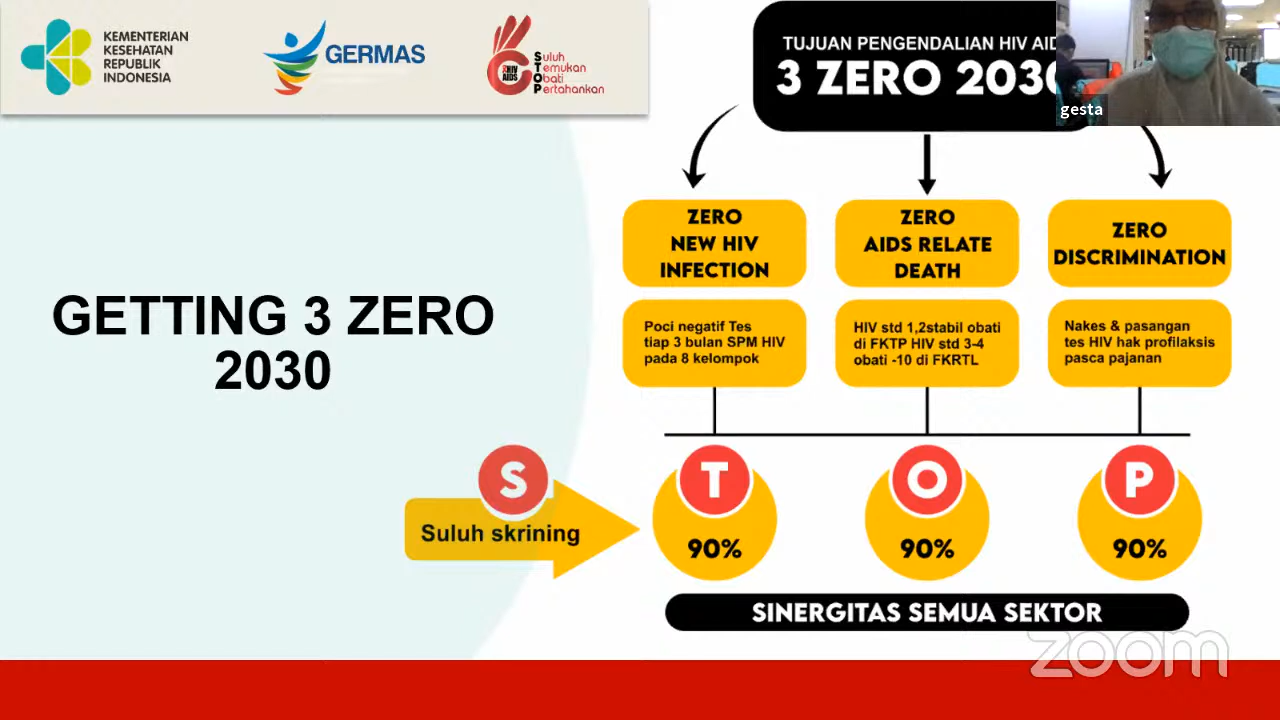 KEMENTERIAN
KESEHATAN
REPUBLIK
INDONESIA
GERMAS
HIV
AIDS
Suluh
Temukan
Obati
Pertahankan
TUJUAN PENGENDALIAN HIV AID
3 ZERO 2030
gesta
GETTING 3 ZERO
2030
ZERO
NEW HIV
INFECTION
ZERO
AIDS RELATE
DEATH
ZERO
DISCRIMINATION
Poci negatif Tes
tiap 3 bulan SPM HIV
pada 8 kelompok
HIV std 1,2stabil obati
di FKTP HIV std 3-4
obati -10 di FKRTL
Nakes & pasangan
tes HIV hak profilaksis
pasca pajanan
S
T
O
P
Suluh skrining
90%
90%
90%
SINERGITAS SEMUA SEKTOR
zoom